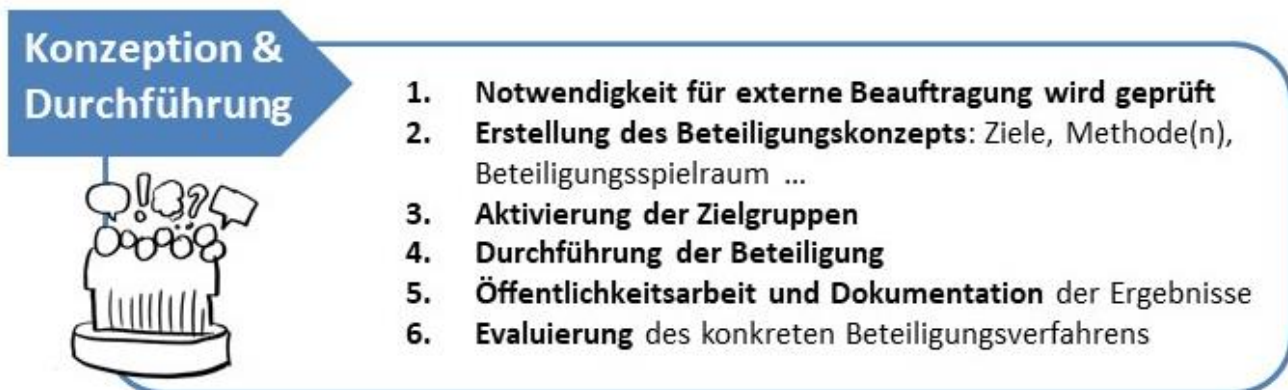 Konzeption &
Durchführung
1. Notwendigkeit für externe Beauftragung wird geprüft
2. Erstellung des Beteiligungskonzepts: Ziele, Methode(n),
Beteiligungsspielraum ...
3. Aktivierung der Zielgruppen
4. Durchführung der Beteiligung
5. Öffentlichkeitsarbeit und Dokumentation der Ergebnisse
6. Evaluierung des konkreten Beteiligungsverfahrens